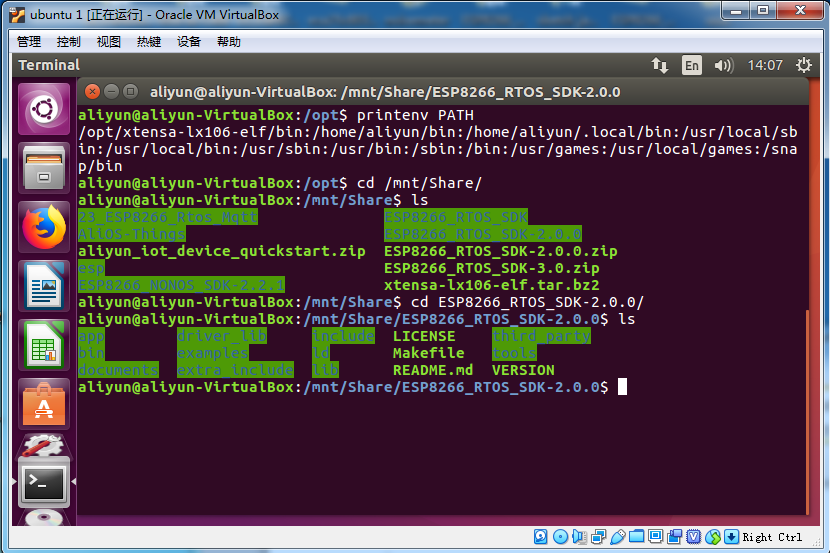 ubuntu 1 [正在运行] - Oracle VM VirtualBox
管理 控制 视图 热键 设备 帮助
Terminal En 14:07
aliyun@aliyun-VirtualBox: /mnt/Share/ESP8266_RTOS_SDK-2.0.0
aliyun@aliyun-VirtualBox:/opt$ printenv PATH
/opt/xtensa-lx106-elf/bin:/home/aliyun/bin:/home/aliyun/.local/bin:/usr/local/sb
in:/usr/local/bin:/usr/sbin:/usr/bin:/sbin:/bin:/usr/games:/usr/local/games:/sna
p/bin
aliyun@aliyun-VirtualBox:/opt$ cd /mnt/Share/
aliyun@aliyun-VirtualBox:/mnt/Share$ ls
23_ESP8266_Rtos_Mqtt ESP8266_RTOS_SDK
AliOS-Things ESP8266_RTOS_SDK-2.0.0
aliyun_iot_device_quickstart.zip ESP8266_RTOS_SDK-2.0.0.zip
esp ESP8266_RTOS_SDK-3.0.zip
ESP8266_NONOS_SDK-2.2.1 xtensa-lx106-elf.tar.bz2
aliyun@aliyun-VirtualBox:/mnt/Share$ cd ESP8266_RTOS_SDK-2.0.0/
aliyun@aliyun-VirtualBox:/mnt/Share/ESP8266_RTOS_SDK-2.0.0$ ls
app driver_lib include LICENSE third_party
bin examples ld Makefile tools
documents extra_include lib README.md VERSION
aliyun@aliyun-VirtualBox:/mnt/Share/ESP8266_RTOS_SDK-2.0.0$
Right Ctrl